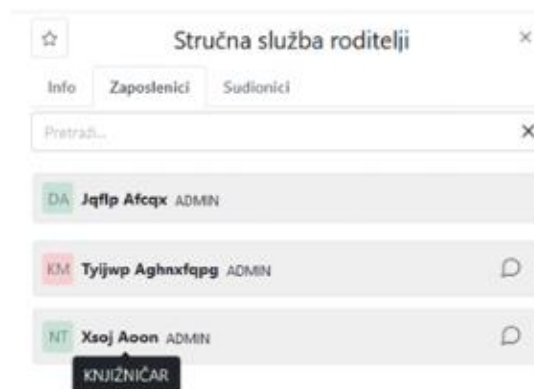 Stručna služba roditelji
Info Zaposlenici Sudionici
Pretraži...
DA Jqflp Afcqx ADMIN
KM Tyijwp Aghnxfqpg ADMIN
NT Xsoj Aoon ADMIN
KNJIŽNIČAR